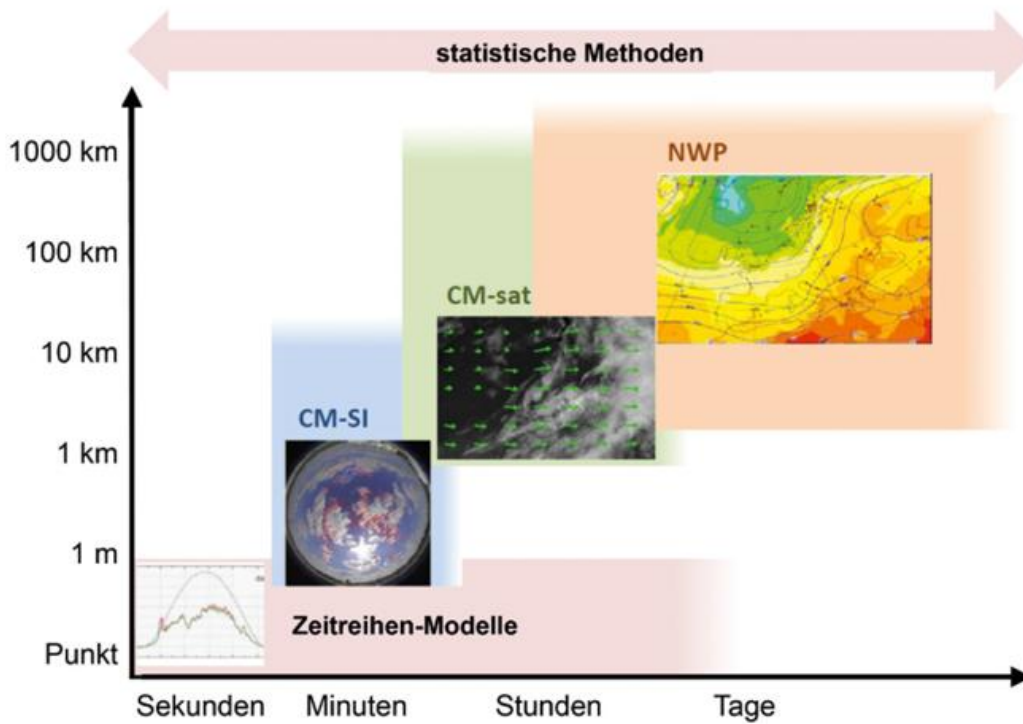 statistische Methoden
1000 km
NWP
100 km
CM-sat
10 km
CM-SI
1 km
1 m
Zeitreihen-Modelle
Punkt
Sekunden Minuten Stunden Tage